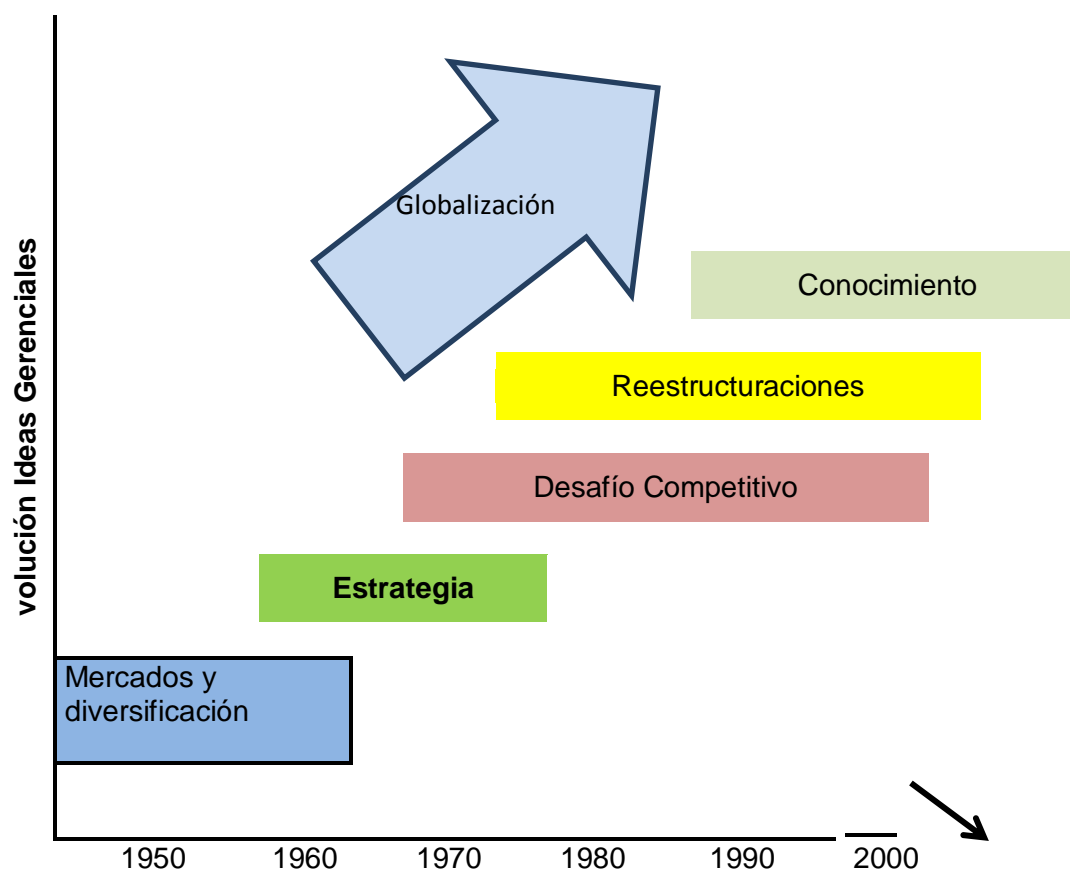 volución Ideas Gerenciales
Globalización
Conocimiento
Reestructuraciones
Desafío Competitivo
Estrategia
Mercados y
diversificación
1950 1960 1970 1980 1990 2000